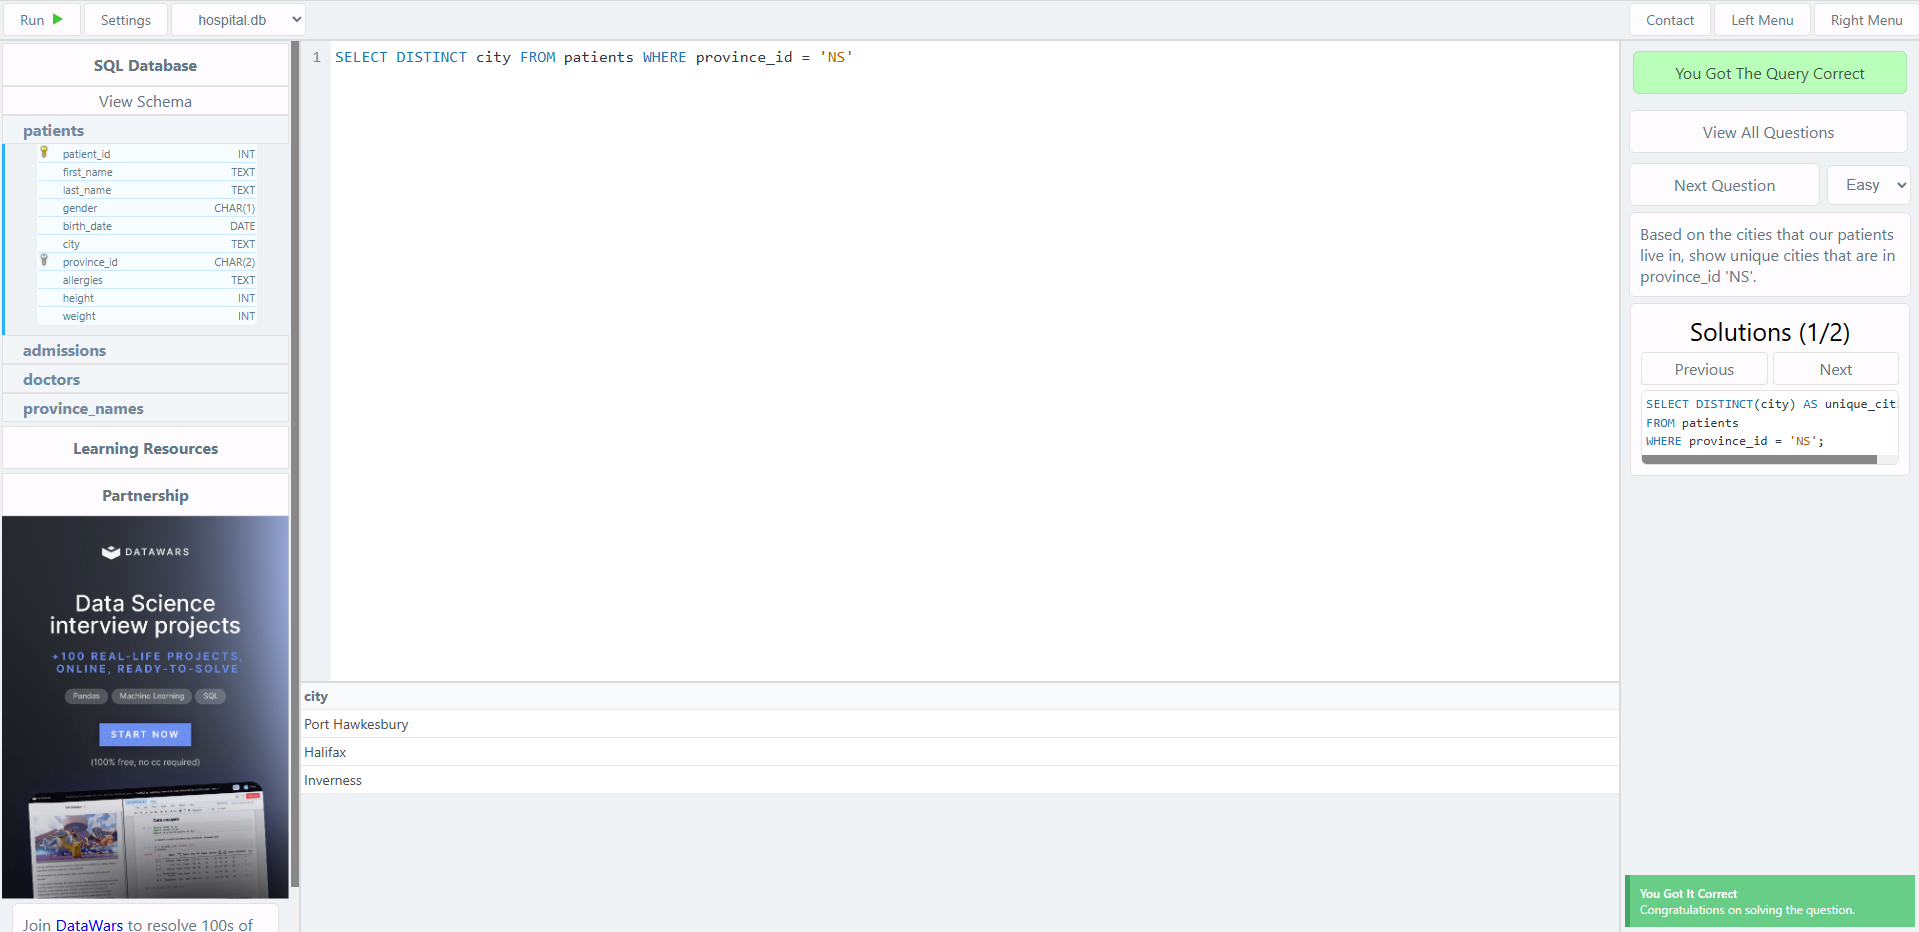 Run
Settings
hospital.db
Contact
Left Menu
Right Menu
SQL Database
View Schema
patients
patient_id INT
first_name TEXT
last_name TEXT
gender CHAR(1)
birth_date DATE
city TEXT
province_id CHAR(2)
allergies TEXT
height INT
weight INT
admissions
doctors
province_names
Learning Resources
Partnership
DATAWARS
Data Science
interview projects
+100 REAL-LIFE PROJECTS,
ONLINE, READY-TO-SOLVE
Pandas Machine Learning SQL
START NOW
(100% free, no cc required)
Join DataWars to resolve 100s of
1 SELECT DISTINCT city FROM patients WHERE province_id = 'NS'
city
Port Hawkesbury
Halifax
Inverness
You Got The Query Correct
View All Questions
Next Question
Easy
Based on the cities that our patients
live in, show unique cities that are in
province_id 'NS'.
Solutions (1/2)
Previous
Next
SELECT DISTINCT(city) AS unique_cit
FROM patients
WHERE province_id = 'NS';
You Got It Correct
Congratulations on solving the question.